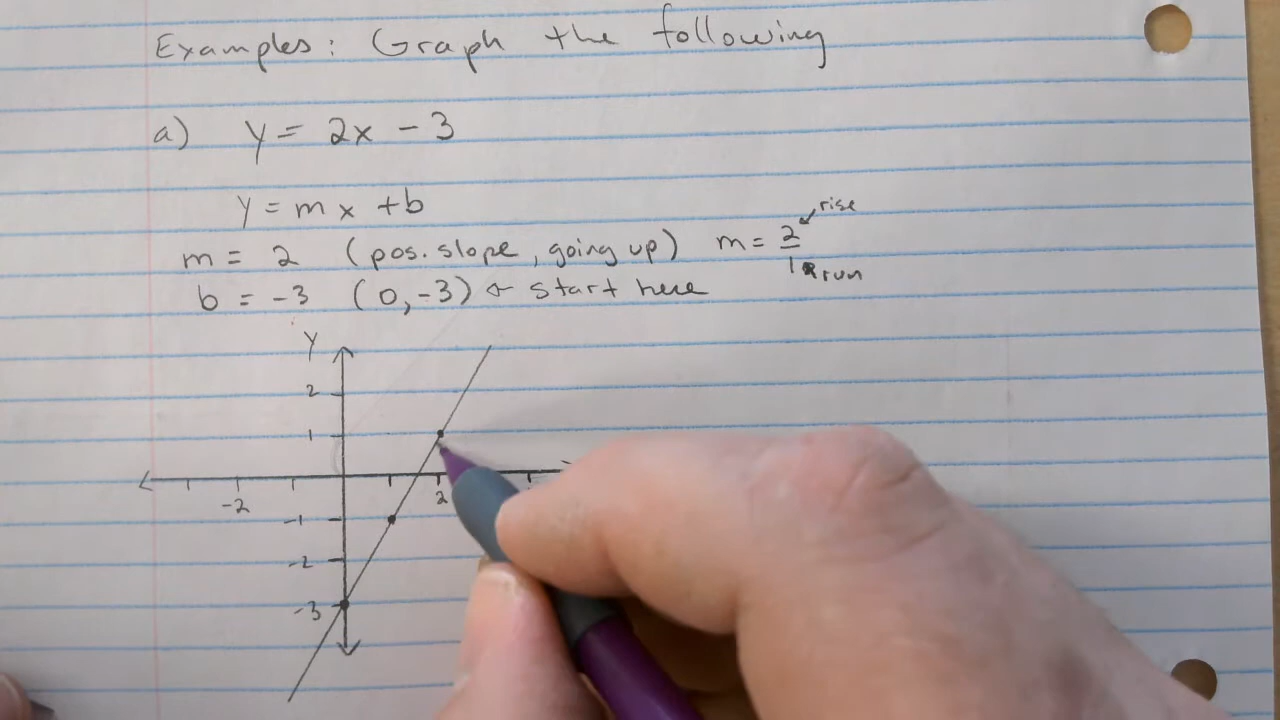 Examples: Graph the following
a) y = 2x - 3
y = mx + b
m = 2 (pos. slope, going up) m = 2/1 rise run
b = -3 (0, -3) ← start here
Y
2
1
-2 2
-1
-2
-3